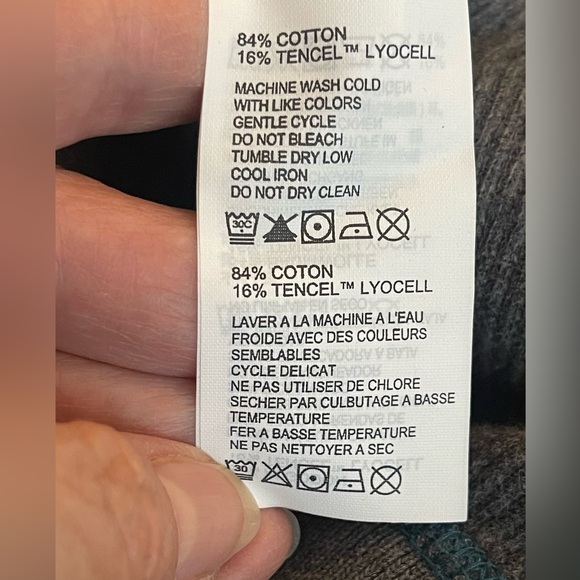 84% COTTON
16% TENCEL™ LYOCELL
MACHINE WASH COLD
WITH LIKE COLORS
GENTLE CYCLE
DO NOT BLEACH
TUMBLE DRY LOW
COOL IRON
DO NOT DRY CLEAN
30C
84% COTON
16% TENCEL™ LYOCELL
LAVER A LA MACHINE A L'EAU
FROIDE AVEC DES COULEURS
SEMBLABLES
CYCLE DELICAT
NE PAS UTILISER DE CHLORE
SECHER PAR CULBUTAGE A BASSE
TEMPERATURE
FER A BASSE TEMPERATURE
NE PAS NETTOYER A SEC
30